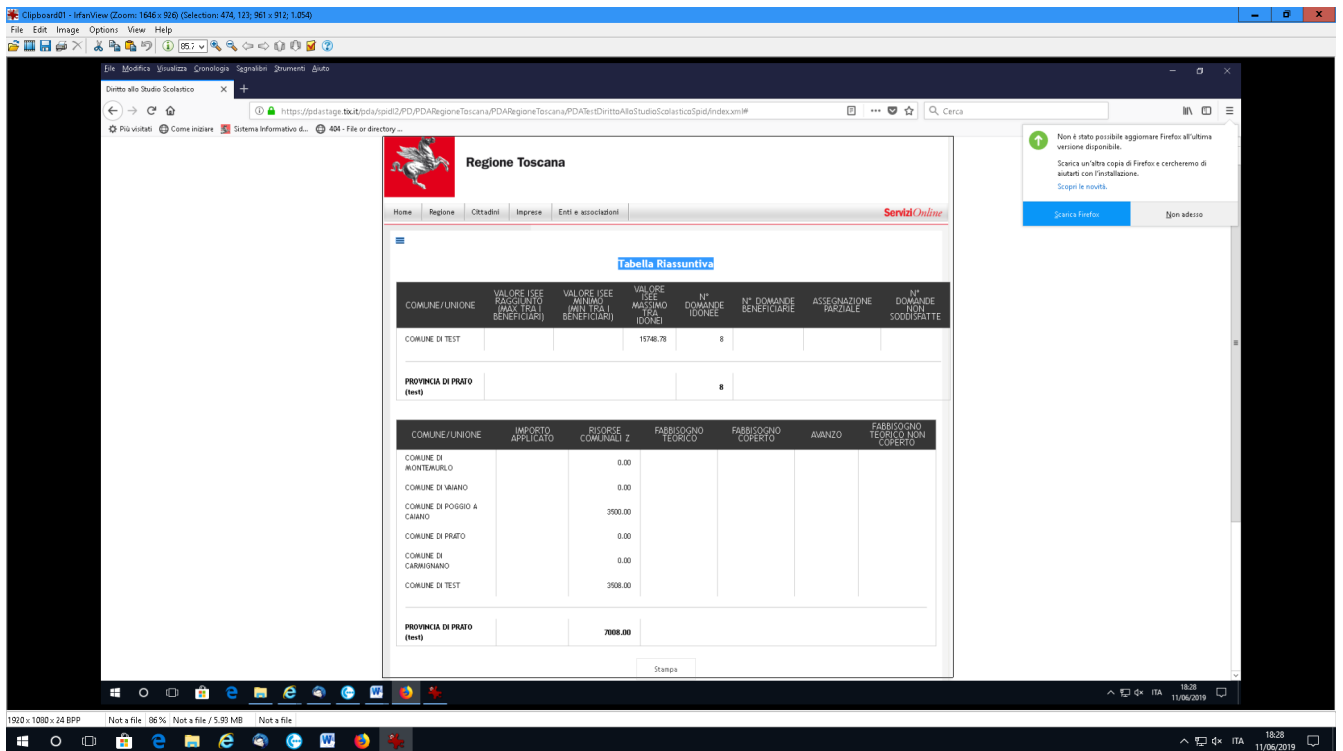 Clipboard01 - IrfanView (Zoom: 1646 x 926) (Selection: 474, 123; 961 x 912; 1.054)
File Edit Image Options View Help
85.7
File Modifica Visualizza Cronologia Segnalibri Strumenti Aiuto
Diritto allo Studio Scolastico
https://pdastage.tix.it/pda/spidl2/PD/PDARegioneToscana/PDARegioneToscana/PDATestDirittoAlloStudioScolasticoSpid/index.xml#
Cerca
Più visitati Come iniziare Sistema Informativo d... 404 - File or directory ...
Non è stato possibile aggiornare Firefox all'ultima
versione disponibile.
Scarica un'altra copia di Firefox e cercheremo di
aiutarti con l'installazione.
Scopri le novità.
Scarica Firefox Non adesso
Regione Toscana
Home Regione Cittadini Imprese Enti e associazioni Servizi Online
Tabella Riassuntiva
COMUNE/UNIONE VALORE ISEE RAGGIUNTO (MAX TRA I BENEFICIARI) VALORE ISEE MINIMO (MIN TRA I BENEFICIARI) VALORE ISEE MASSIMO TRA IDONEI N° DOMANDE IDONEE N° DOMANDE BENEFICIARIE ASSEGNAZIONE PARZIALE N° DOMANDE NON SODDISFATTE
COMUNE DI TEST 15748.78 8
PROVINCIA DI PRATO
(test) 8
COMUNE/UNIONE IMPORTO APPLICATO RISORSE COMUNALI Z FABBISOGNO TEORICO FABBISOGNO COPERTO AVANZO FABBISOGNO TEORICO NON COPERTO
COMUNE DI
MONTEMURLO 0.00
COMUNE DI VAIANO 0.00
COMUNE DI POGGIO A
CAIANO 3500.00
COMUNE DI PRATO 0.00
COMUNE DI
CARMIGNANO 0.00
COMUNE DI TEST 3508.00
PROVINCIA DI PRATO
(test) 7008.00
Stampa
ITA 18:28
11/06/2019
1920 x 1080 x 24 BPP Not a file 86 % Not a file / 5.93 MB Not a file
ITA 18:28
11/06/2019